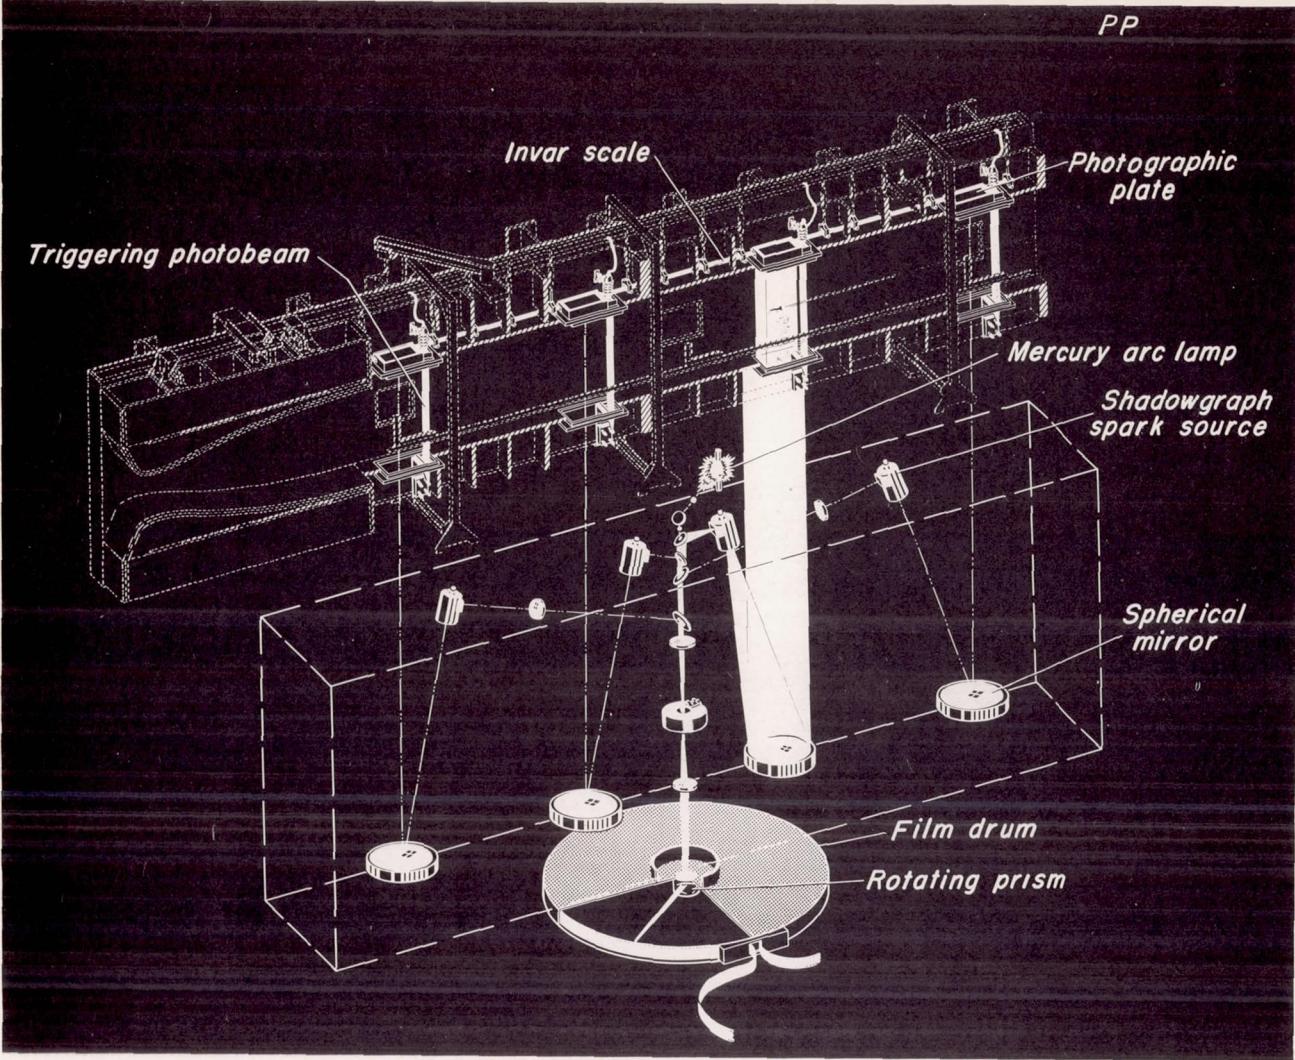 PP
Invar scale
Photographic
plate
Triggering photobeam
Mercury arc lamp
Shadowgraph
spark source
Spherical
mirror
Film drum
Rotating prism